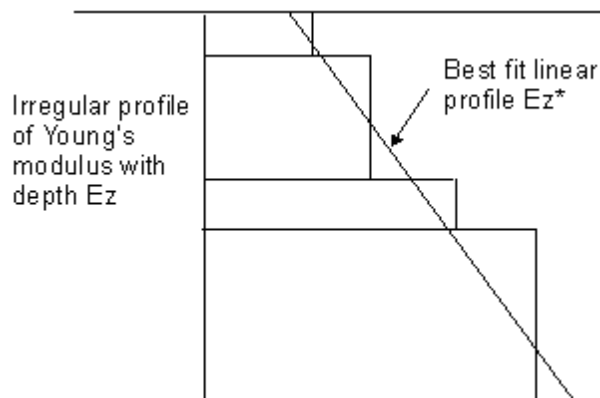 Irregular profile
of Young's
modulus with
depth Ez
Best fit linear
profile Ez*